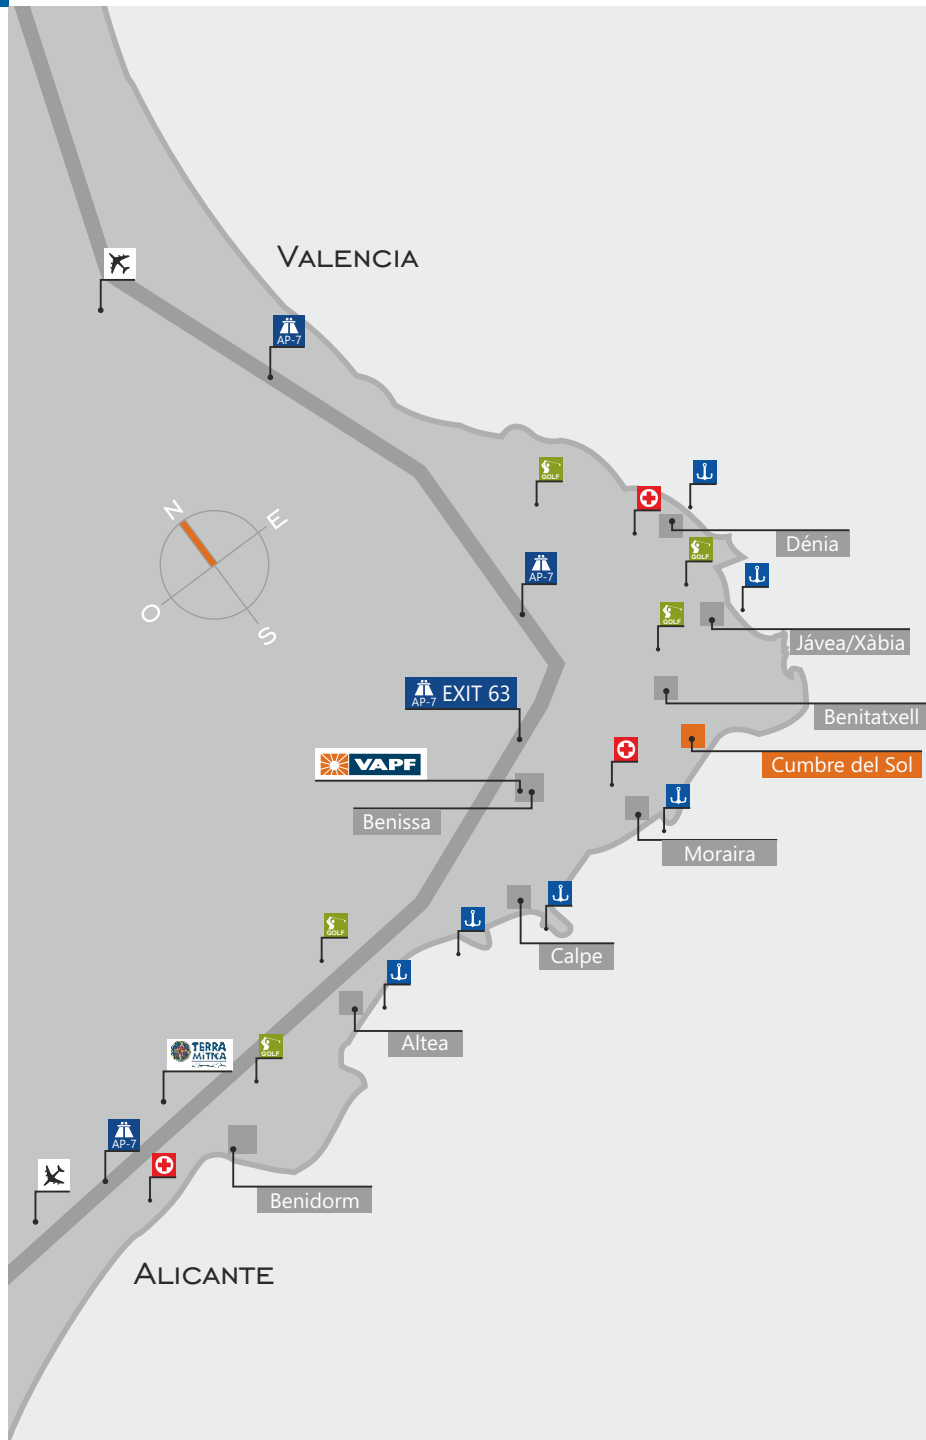 VALENCIA
AP-7
GOLF
Dénia
N
E
GOLF
AP-7
O
S
GOLF
Jávea/Xàbia
AP-7 EXIT 63
Benitatxell
VAPF
Cumbre del Sol
Benissa
Moraira
GOLF
Calpe
Altea
TERRA
MÍTICA
GOLF
AP-7
Benidorm
ALICANTE